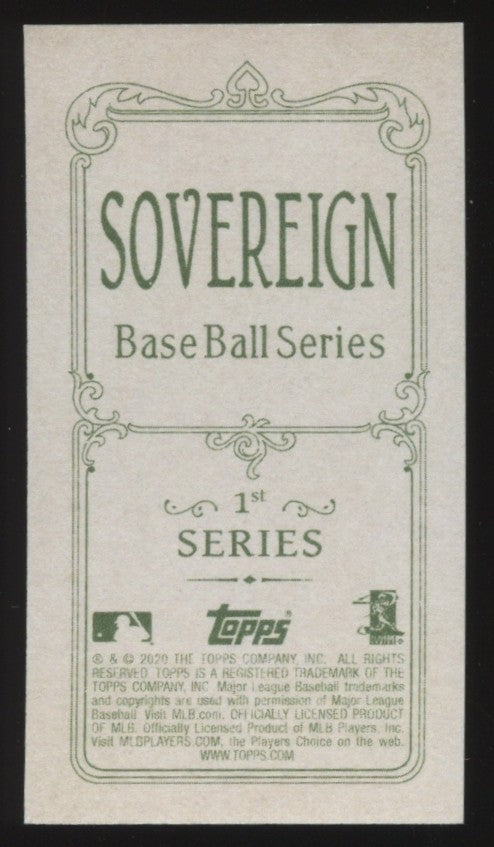 SOVEREIGN
Base Ball Series
1st
SERIES
Topps®
® & © 2020 THE TOPPS COMPANY, INC. ALL RIGHTS
RESERVED. TOPPS IS A REGISTERED TRADEMARK OF THE
TOPPS COMPANY, INC. Major League Baseball trademarks
and copyrights are used with permission of Major League
Baseball. Visit MLB.com. OFFICIALLY LICENSED PRODUCT
OF MLB. Officially Licensed Product of MLB Players, Inc.
Visit MLBPLAYERS.COM, the Players Choice on the web.
WWW.TOPPS.COM